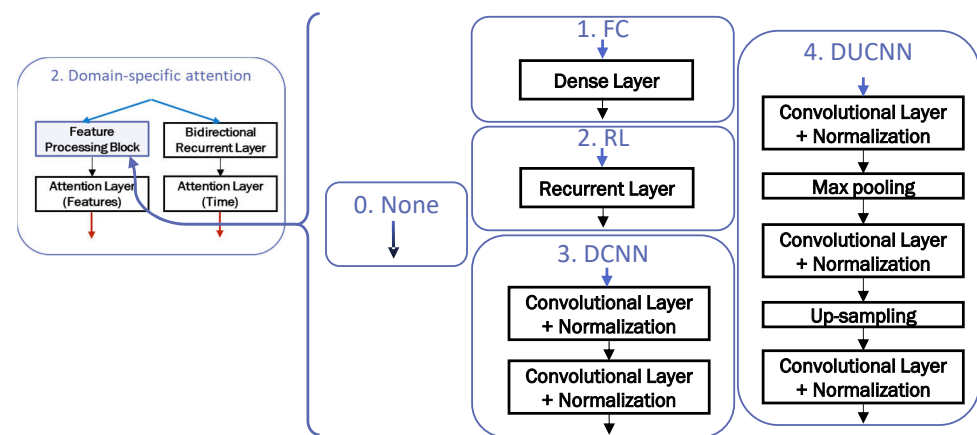 2. Domain-specific attention
Feature
Processing Block
Bidirectional
Recurrent Layer
Attention Layer
(Features)
Attention Layer
(Time)
0. None
1. FC
Dense Layer
2. RL
Recurrent Layer
3. DCNN
Convolutional Layer
+ Normalization
Convolutional Layer
+ Normalization
4. DUCNN
Convolutional Layer
+ Normalization
Max pooling
Convolutional Layer
+ Normalization
Up-sampling
Convolutional Layer
+ Normalization